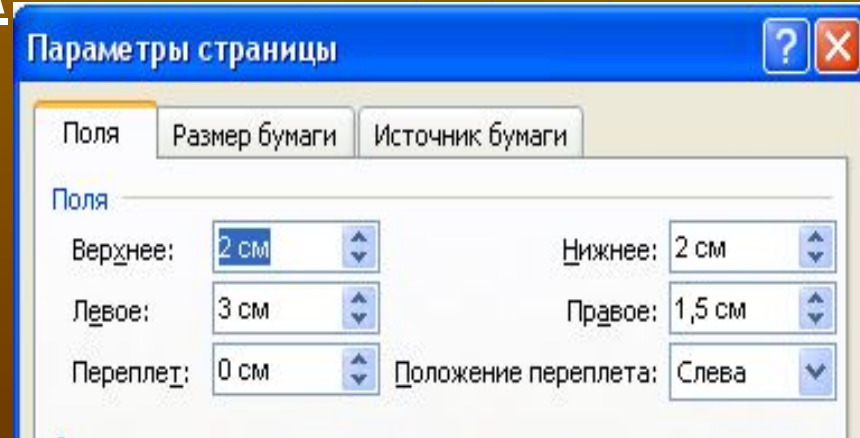 Параметры страницы
Поля Размер бумаги Источник бумаги
Поля
Верхнее: 2 см Нижнее: 2 см
Левое: 3 см Правое: 1,5 см
Переплет: 0 см Положение переплета: Слева